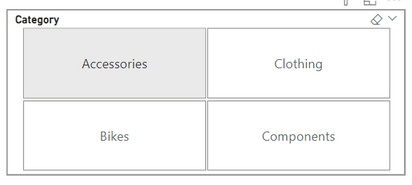 Category
Accessories
Clothing
Bikes
Components